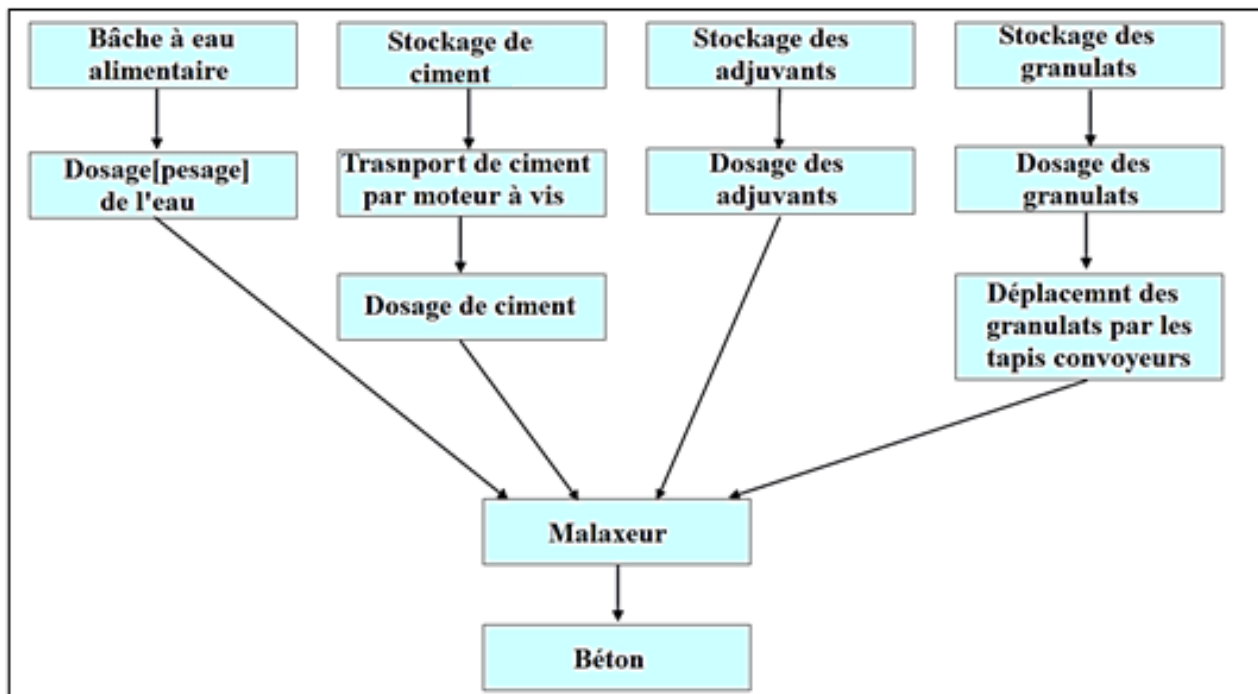 Bâche à eau
alimentaire
Stockage de
ciment
Stockage des
adjuvants
Stockage des
granulats
Dosage[pesage]
de l'eau
Trasnport de ciment
par moteur à vis
Dosage des
adjuvants
Dosage des
granulats
Dosage de ciment
Déplacemnt des
granulats par les
tapis convoyeurs
Malaxeur
Béton